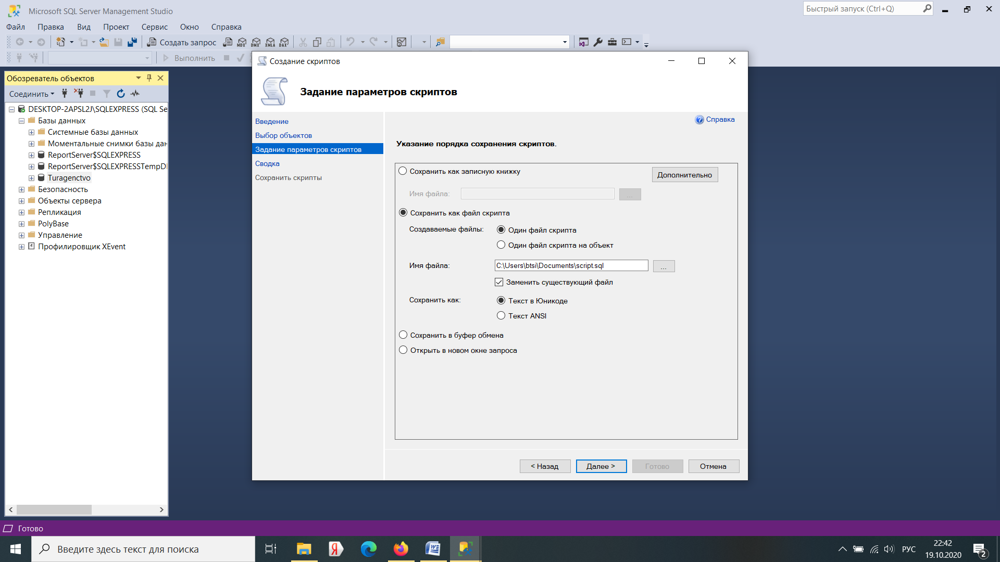 Microsoft SQL Server Management Studio
Быстрый запуск (Ctrl+Q)
Файл Правка Вид Проект Сервис Окно Справка
Создать запрос MDX DMX XMLA DAX
Выполнить
Обозреватель объектов
Соединить
DESKTOP-2APSL2J\SQLEXPRESS (SQL Se
Базы данных
Системные базы данных
Моментальные снимки базы дан
ReportServer$SQLEXPRESS
ReportServer$SQLEXPRESSTempD
Turagenctvo
Безопасность
Объекты сервера
Репликация
PolyBase
Управление
Профилировщик XEvent
Создание скриптов
Задание параметров скриптов
Введение
Выбор объектов
Задание параметров скриптов
Сводка
Сохранить скрипты
Справка
Указание порядка сохранения скриптов.
Сохранить как записную книжку
Дополнительно
Имя файла:
...
Сохранить как файл скрипта
Создаваемые файлы:
Один файл скрипта
Один файл скрипта на объект
Имя файла:
C:\Users\btsi\Documents\script.sql
...
Заменить существующий файл
Сохранить как:
Текст в Юникоде
Текст ANSI
Сохранить в буфер обмена
Открыть в новом окне запроса
< Назад
Далее >
Готово
Отмена
Готово
Введите здесь текст для поиска
РУС
22:42
19.10.2020
2